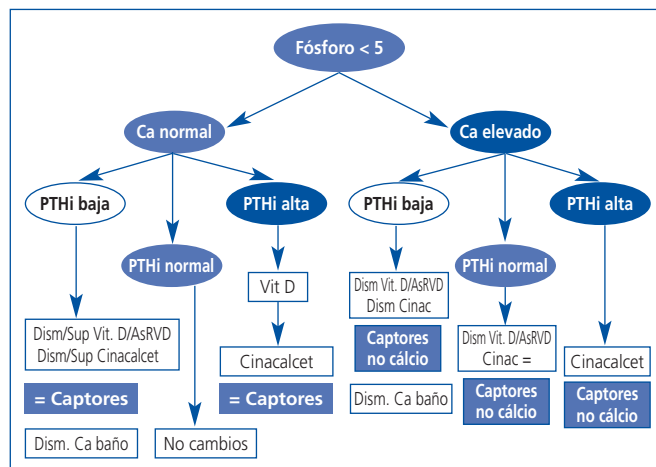 Fósforo < 5
Ca normal
Ca elevado
PTHi baja
PTHi normal
PTHi alta
PTHi baja
PTHi normal
PTHi alta
Dism/Sup Vit. D/AsRVD
Dism/Sup Cinacalcet
= Captores
Dism. Ca baño
No cambios
Vit D
Cinacalcet
= Captores
Dism Vit. D/AsRVD
Dism Cinac
Captores
no cálcio
Dism. Ca baño
Dism Vit. D/AsRVD
Cinac =
Captores
no cálcio
Cinacalcet
Captores
no cálcio